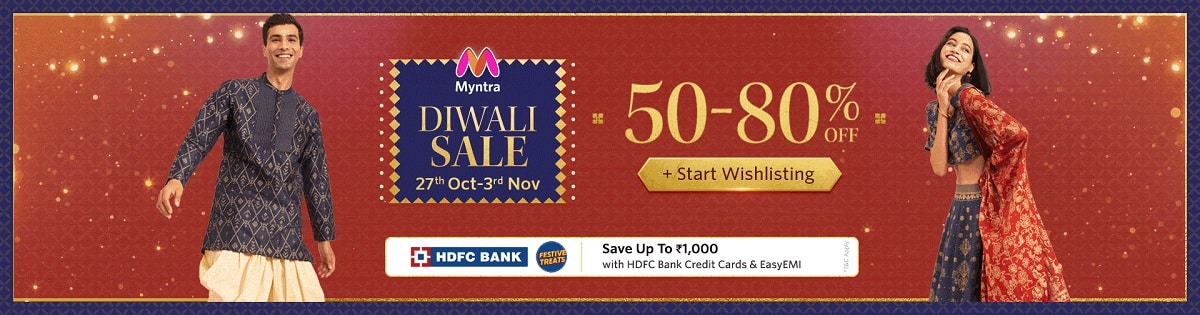 Myntra
DIWALI
SALE
27th Oct-3rd Nov
50-80% OFF
+ Start Wishlisting
HDFC BANK
FESTIVE
TREATS
Save Up To ₹1,000
with HDFC Bank Credit Cards & EasyEMI
*T&C Apply